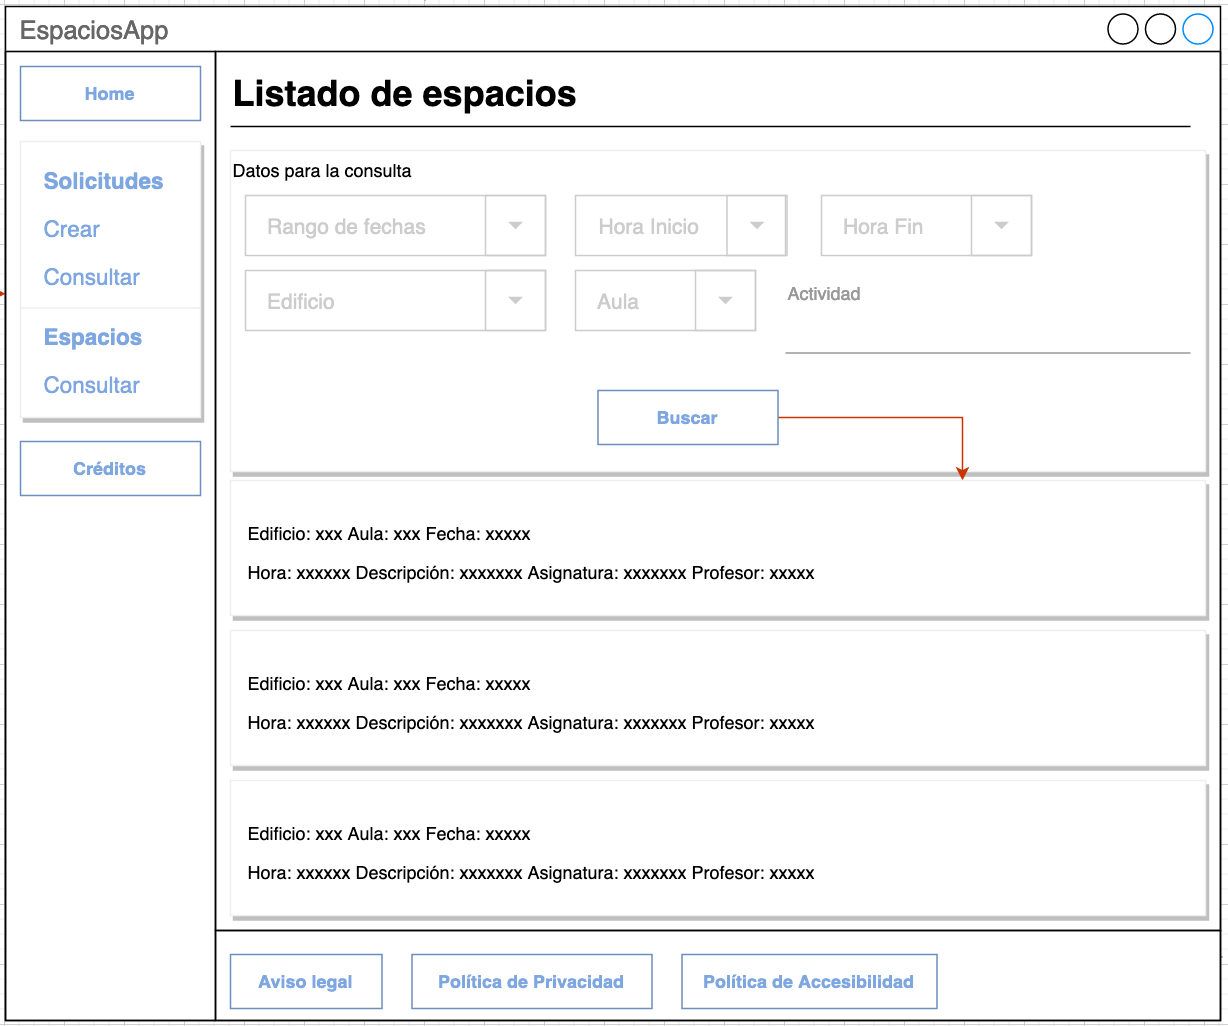 EspaciosApp
Home
Solicitudes
Crear
Consultar
Espacios
Consultar
Créditos
Listado de espacios
Datos para la consulta
Rango de fechas
Hora Inicio
Hora Fin
Edificio
Aula
Actividad
Buscar
Edificio: xxx Aula: xxx Fecha: xxxxx
Hora: xxxxxx Descripción: xxxxxxx Asignatura: xxxxxxx Profesor: xxxxx
Edificio: xxx Aula: xxx Fecha: xxxxx
Hora: xxxxxx Descripción: xxxxxxx Asignatura: xxxxxxx Profesor: xxxxx
Edificio: xxx Aula: xxx Fecha: xxxxx
Hora: xxxxxx Descripción: xxxxxxx Asignatura: xxxxxxx Profesor: xxxxx
Aviso legal
Política de Privacidad
Política de Accesibilidad